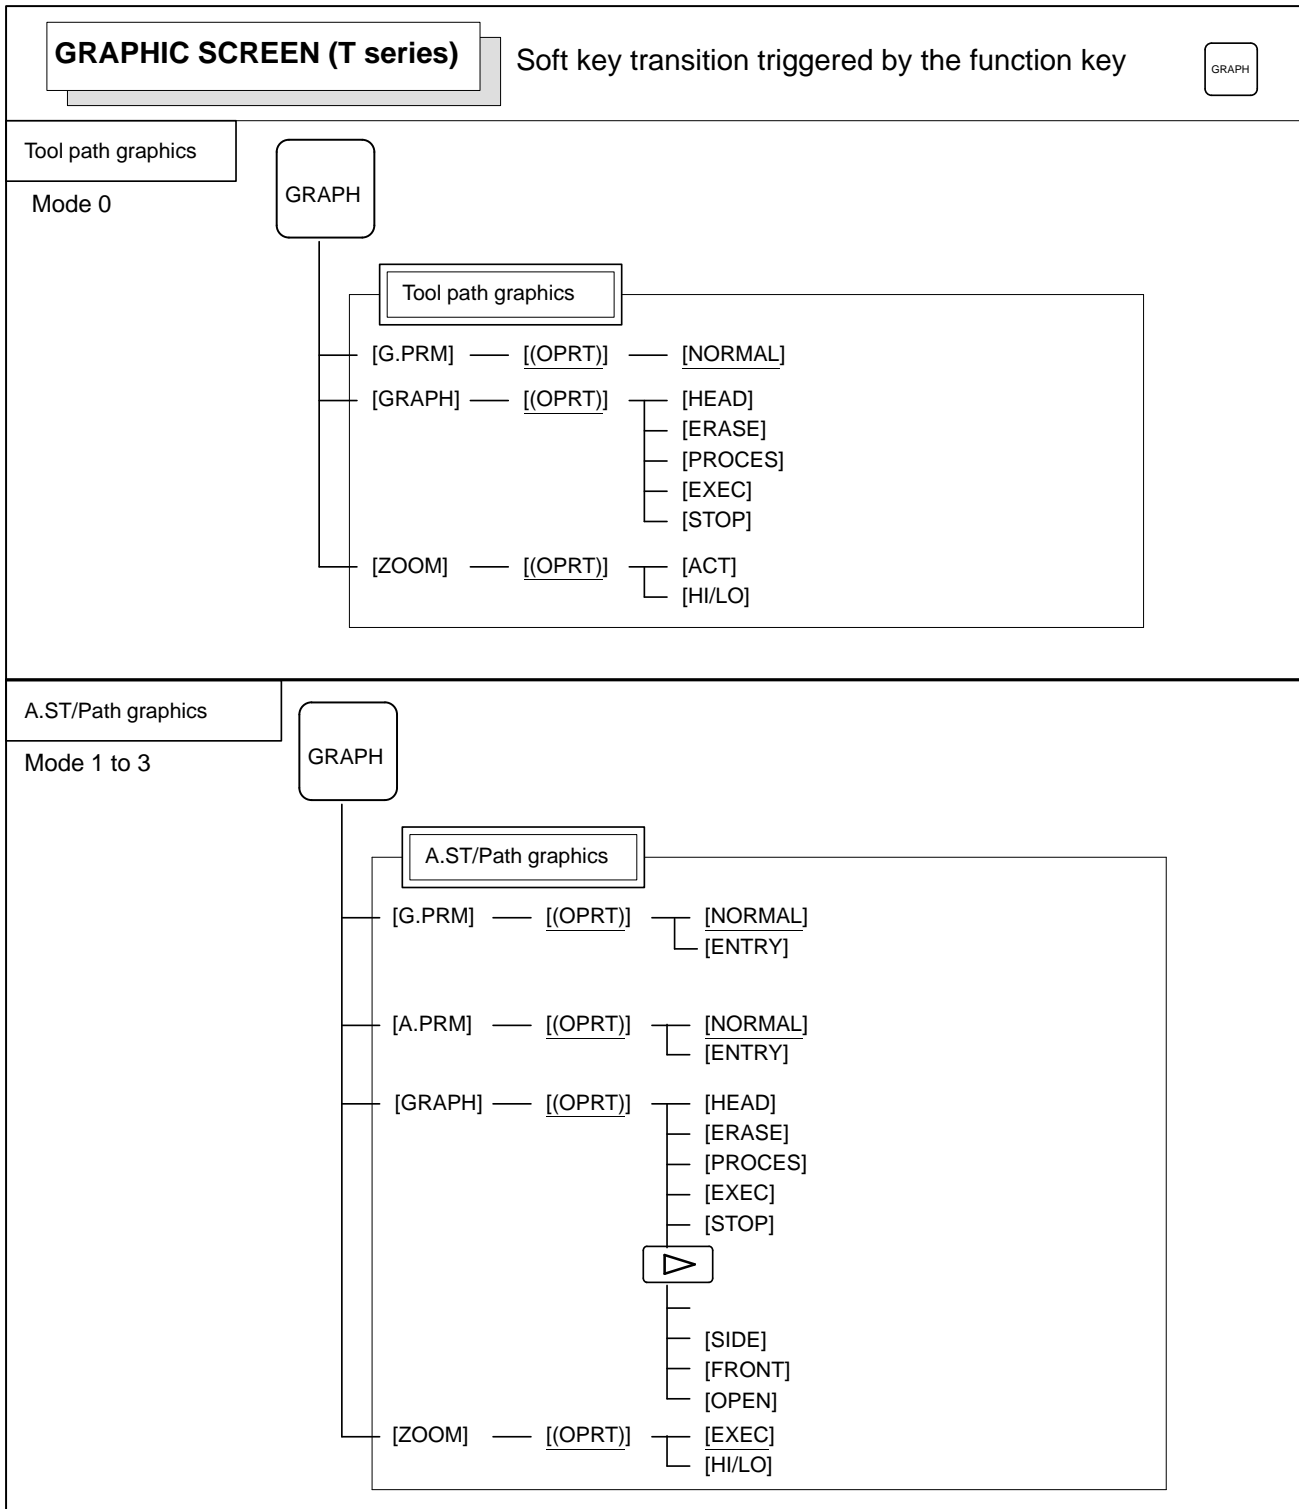 GRAPHIC SCREEN (T series) Soft key transition triggered by the function key GRAPH
Tool path graphics
Mode 0
GRAPH
Tool path graphics
[G.PRM] [(OPRT)] [NORMAL]
[GRAPH] [(OPRT)] [HEAD]
[ERASE]
[PROCES]
[EXEC]
[STOP]
[ZOOM] [(OPRT)] [ACT]
[HI/LO]
A.ST/Path graphics
Mode 1 to 3
GRAPH
A.ST/Path graphics
[G.PRM] [(OPRT)] [NORMAL]
[ENTRY]
[A.PRM] [(OPRT)] [NORMAL]
[ENTRY]
[GRAPH] [(OPRT)] [HEAD]
[ERASE]
[PROCES]
[EXEC]
[STOP]
[SIDE]
[FRONT]
[OPEN]
[ZOOM] [(OPRT)] [EXEC]
[HI/LO]